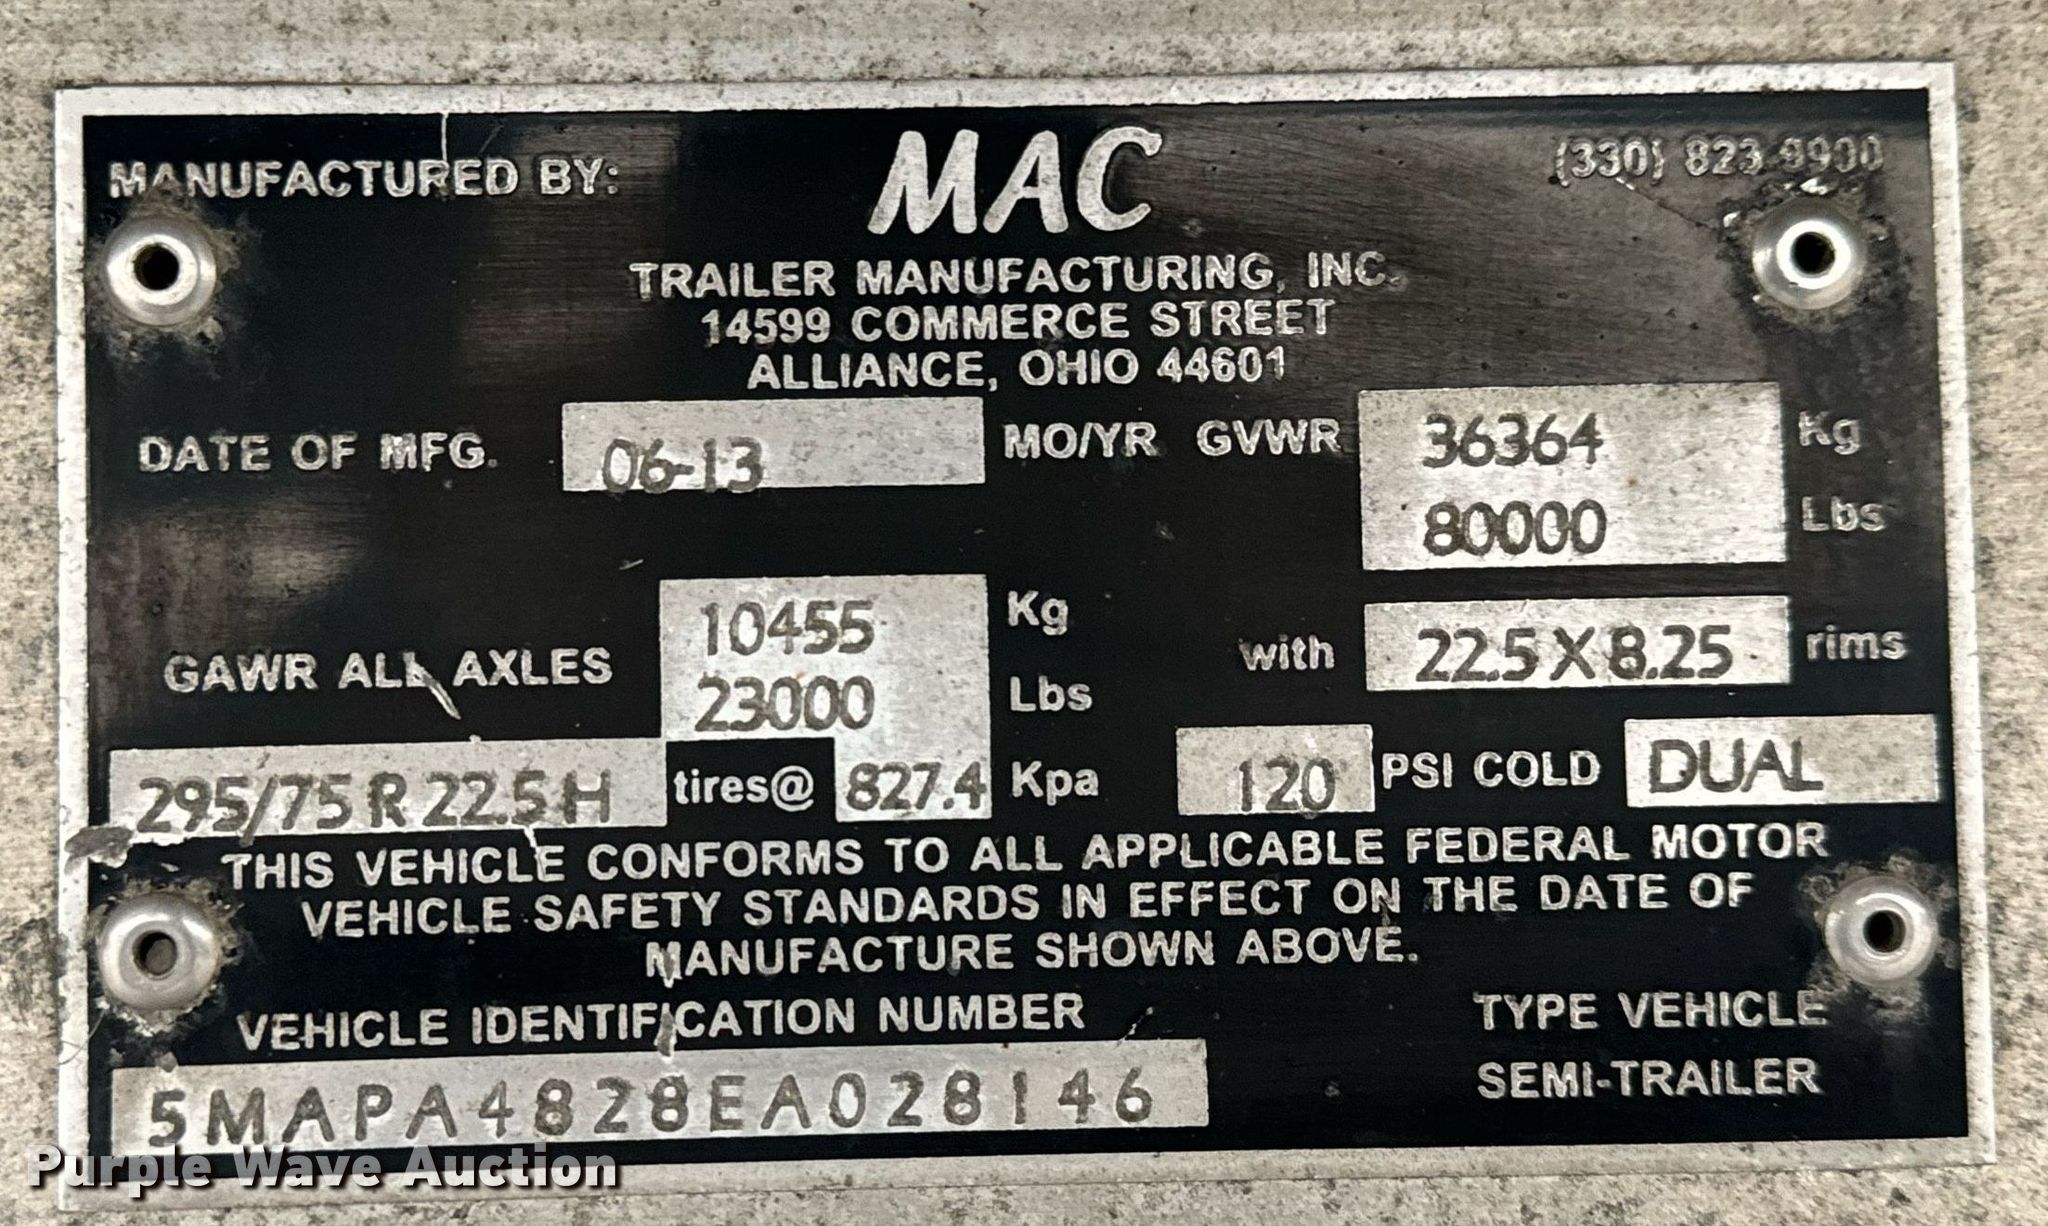 MANUFACTURED BY: MAC (330) 823-9900
TRAILER MANUFACTURING, INC.
14599 COMMERCE STREET
ALLIANCE, OHIO 44601
DATE OF MFG. 06-13 MO/YR GVWR 36364 Kg
80000 Lbs
GAWR ALL AXLES 10455 Kg
23000 Lbs with 22.5 X 8.25 rims
295/75 R 22.5 H tires@ 827.4 Kpa 120 PSI COLD DUAL
THIS VEHICLE CONFORMS TO ALL APPLICABLE FEDERAL MOTOR
VEHICLE SAFETY STANDARDS IN EFFECT ON THE DATE OF
MANUFACTURE SHOWN ABOVE.
VEHICLE IDENTIFICATION NUMBER TYPE VEHICLE
5MAPA4828EA028146 SEMI-TRAILER
Purple Wave Auction